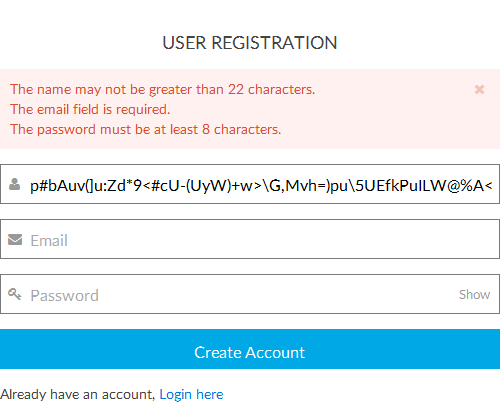 USER REGISTRATION
The name may not be greater than 22 characters.
The email field is required.
The password must be at least 8 characters.
p#bAuv(]u:Zd*9<#cU-(UyW)+w>\G,Mvh=)pu\5UEfkPuILW@%A<
Email
Password Show
Create Account
Already have an account, Login here